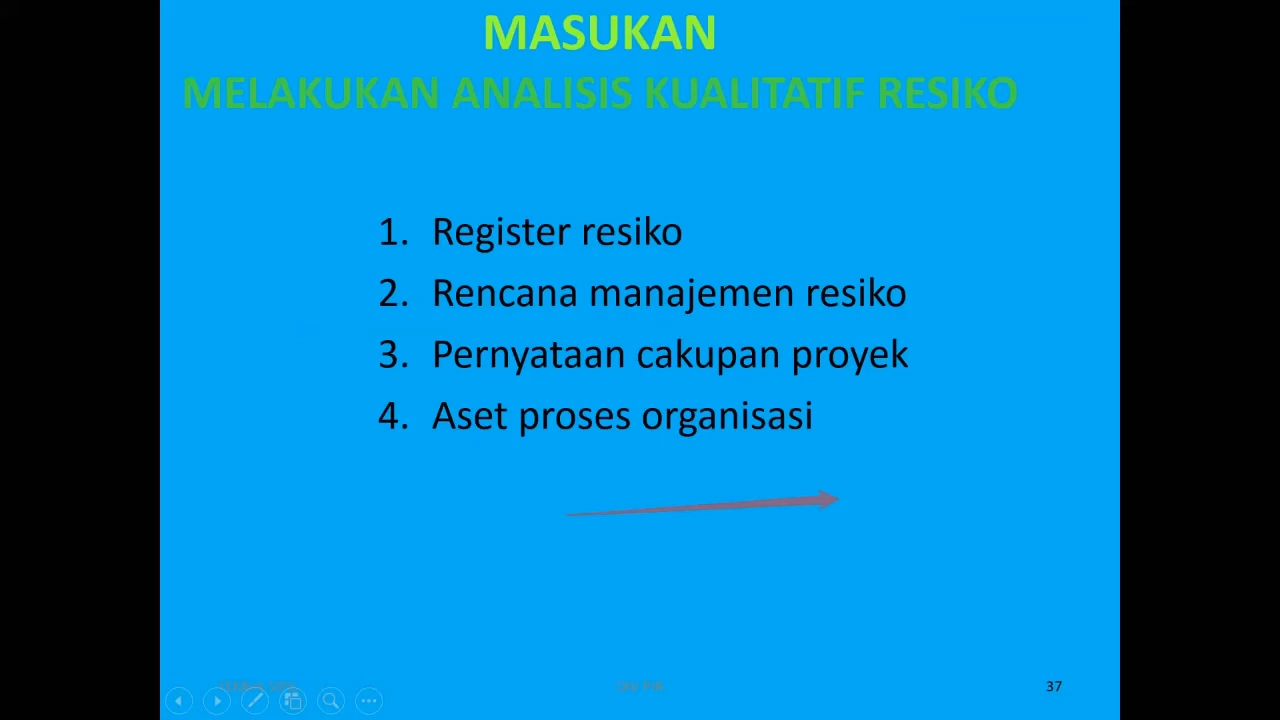 MASUKAN
MELAKUKAN ANALISIS KUALITATIF RESIKO
1. Register resiko
2. Rencana manajemen resiko
3. Pernyataan cakupan proyek
4. Aset proses organisasi
37